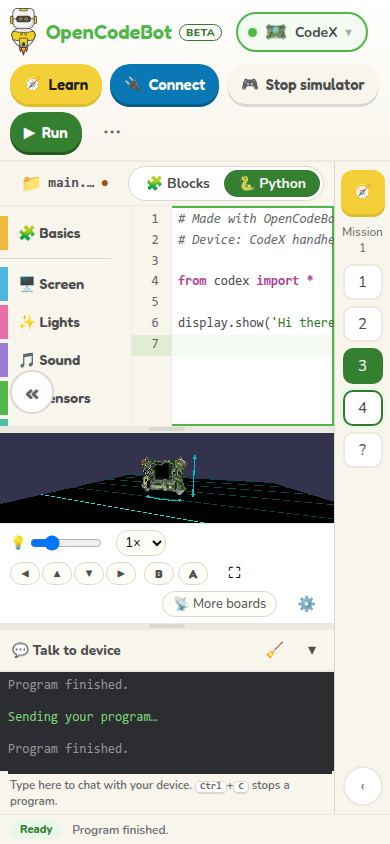 OpenCodeBot BETA CodeX ▾
Learn Connect Stop simulator
Run ...
main.… Blocks Python
Basics
Screen
Lights
Sound
ensors
«
1 # Made with OpenCodeBo
2 # Device: CodeX handhe
3
4 from codex import *
5
6 display.show('Hi there
7
Mission
1
1
2
3
4
?
1×
B A
More boards
Talk to device
Program finished.
Sending your program…
Program finished.
Type here to chat with your device. Ctrl+C stops a
program.
‹
Ready Program finished.